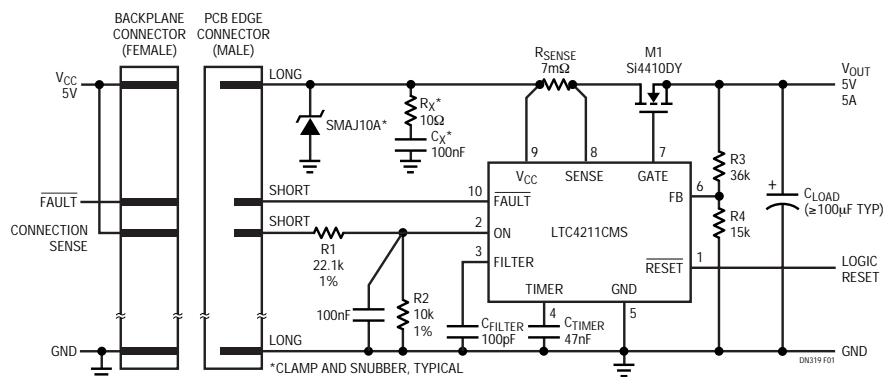 BACKPLANE
CONNECTOR
(FEMALE)
PCB EDGE
CONNECTOR
(MALE)
VCC
5V
LONG
SMAJ10A*
RX*
10Ω
CX*
100nF
RSENSE
7mΩ
M1
Si4410DY
VOUT
5V
5A
9
8
7
VCC
SENSE
GATE
R3
36k
FAULT
SHORT
10
FAULT
FB
6
CLOAD
(≥100µF TYP)
+
CONNECTION
SENSE
SHORT
R1
22.1k
1%
2
ON
LTC4211CMS
R4
15k
3
FILTER
RESET
1
LOGIC
RESET
TIMER
GND
100nF
R2
10k
1%
CFILTER
100pF
4
CTIMER
47nF
5
GND
LONG
GND
*CLAMP AND SNUBBER, TYPICAL
DN319 F01